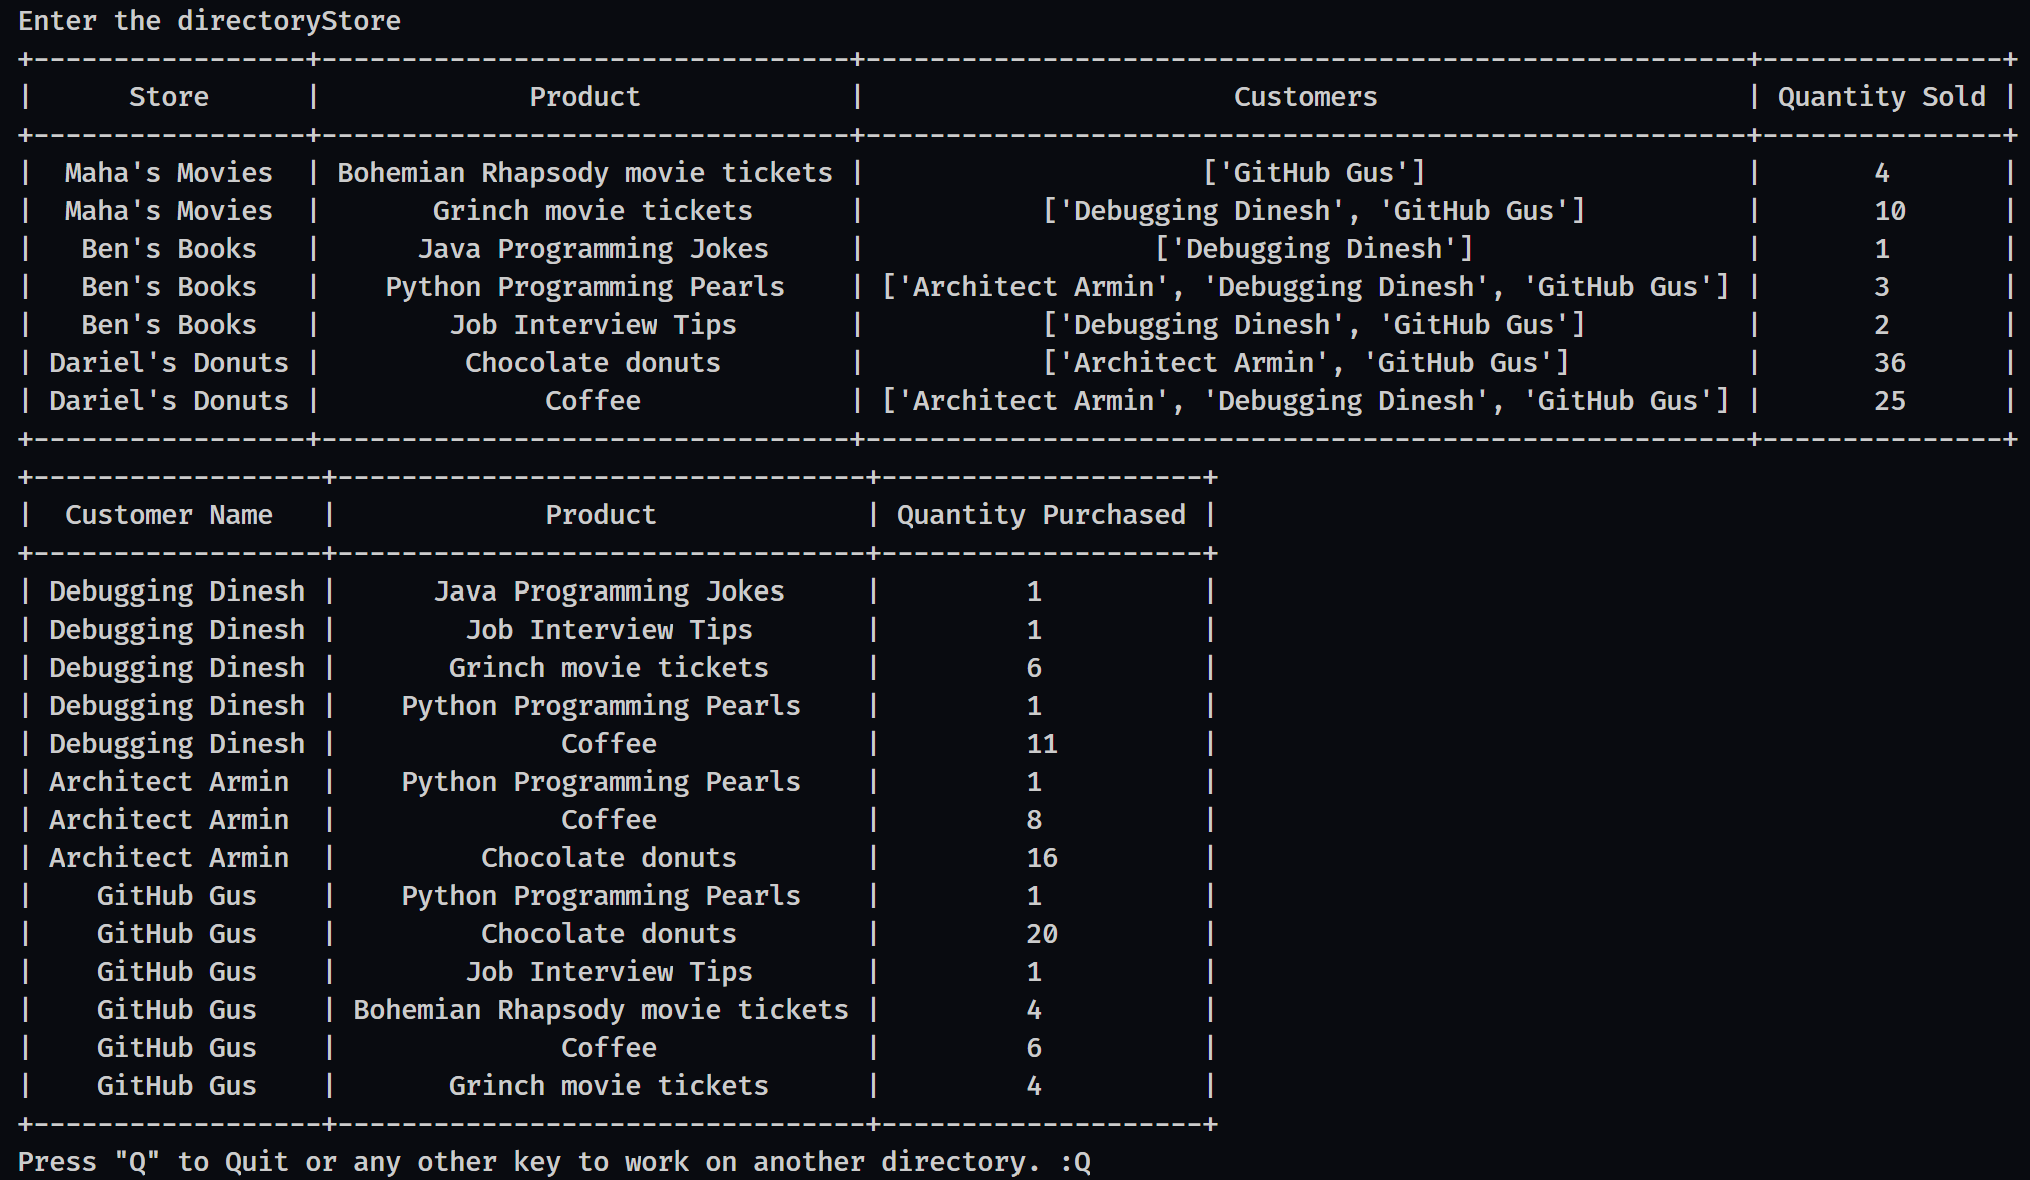 Enter the directoryStore
+-----------------+---------------------------------+-------------------------------------------------------+---------------+
|      Store      |             Product             |                       Customers                       | Quantity Sold |
+-----------------+---------------------------------+-------------------------------------------------------+---------------+
|  Maha's Movies  | Bohemian Rhapsody movie tickets |                     ['GitHub Gus']                    |       4       |
|  Maha's Movies  |       Grinch movie tickets      |           ['Debugging Dinesh', 'GitHub Gus']          |       10      |
|   Ben's Books   |      Java Programming Jokes     |                  ['Debugging Dinesh']                 |       1       |
|   Ben's Books   |    Python Programming Pearls    | ['Architect Armin', 'Debugging Dinesh', 'GitHub Gus'] |       3       |
|   Ben's Books   |        Job Interview Tips       |           ['Debugging Dinesh', 'GitHub Gus']          |       2       |
| Dariel's Donuts |         Chocolate donuts        |           ['Architect Armin', 'GitHub Gus']           |       36      |
| Dariel's Donuts |              Coffee             | ['Architect Armin', 'Debugging Dinesh', 'GitHub Gus'] |       25      |
+-----------------+---------------------------------+-------------------------------------------------------+---------------+
+------------------+---------------------------------+--------------------+
|  Customer Name   |             Product             | Quantity Purchased |
+------------------+---------------------------------+--------------------+
| Debugging Dinesh |      Java Programming Jokes     |         1          |
| Debugging Dinesh |        Job Interview Tips       |         1          |
| Debugging Dinesh |       Grinch movie tickets      |         6          |
| Debugging Dinesh |    Python Programming Pearls    |         1          |
| Debugging Dinesh |              Coffee             |         11         |
| Architect Armin  |    Python Programming Pearls    |         1          |
| Architect Armin  |              Coffee             |         8          |
| Architect Armin  |         Chocolate donuts        |         16         |
|    GitHub Gus    |    Python Programming Pearls    |         1          |
|    GitHub Gus    |         Chocolate donuts        |         20         |
|    GitHub Gus    |        Job Interview Tips       |         1          |
|    GitHub Gus    | Bohemian Rhapsody movie tickets |         4          |
|    GitHub Gus    |              Coffee             |         6          |
|    GitHub Gus    |       Grinch movie tickets      |         4          |
+------------------+---------------------------------+--------------------+
Press "Q" to Quit or any other key to work on another directory. :Q